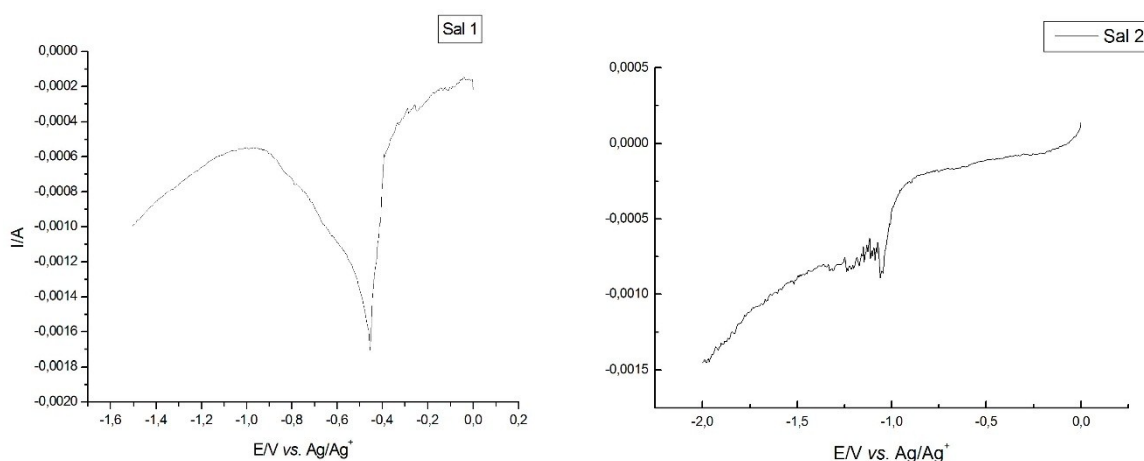 Sal 1
0,0000
-0,0002
-0,0004
-0,0006
-0,0008
-0,0010
-0,0012
-0,0014
-0,0016
-0,0018
-0,0020
I/A
-1,6 -1,4 -1,2 -1,0 -0,8 -0,6 -0,4 -0,2 0,0 0,2
E/V vs. Ag/Ag⁺
Sal 2
0,0005
0,0000
-0,0005
-0,0010
-0,0015
-2,0 -1,5 -1,0 -0,5 0,0
E/V vs. Ag/Ag⁺